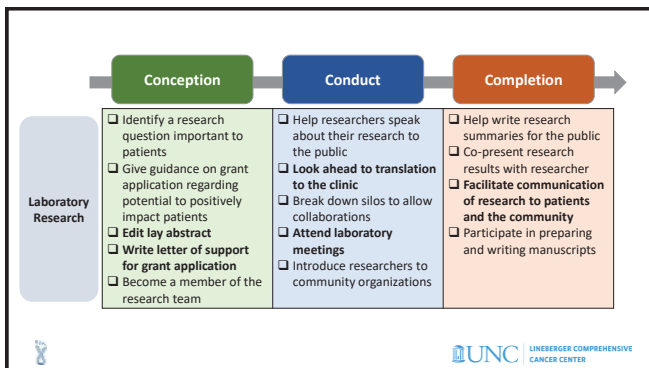 Conception
Conduct
Completion
Laboratory
Research
❑ Identify a research
question important to
patients
❑ Give guidance on grant
application regarding
potential to positively
impact patients
❑ Edit lay abstract
❑ Write letter of support
for grant application
❑ Become a member of the
research team
❑ Help researchers speak
about their research to
the public
❑ Look ahead to translation
to the clinic
❑ Break down silos to allow
collaborations
❑ Attend laboratory
meetings
❑ Introduce researchers to
community organizations
❑ Help write research
summaries for the public
❑ Co-present research
results with researcher
❑ Facilitate communication
of research to patients
and the community
❑ Participate in preparing
and writing manuscripts
UNC
LINEBERGER COMPREHENSIVE
CANCER CENTER